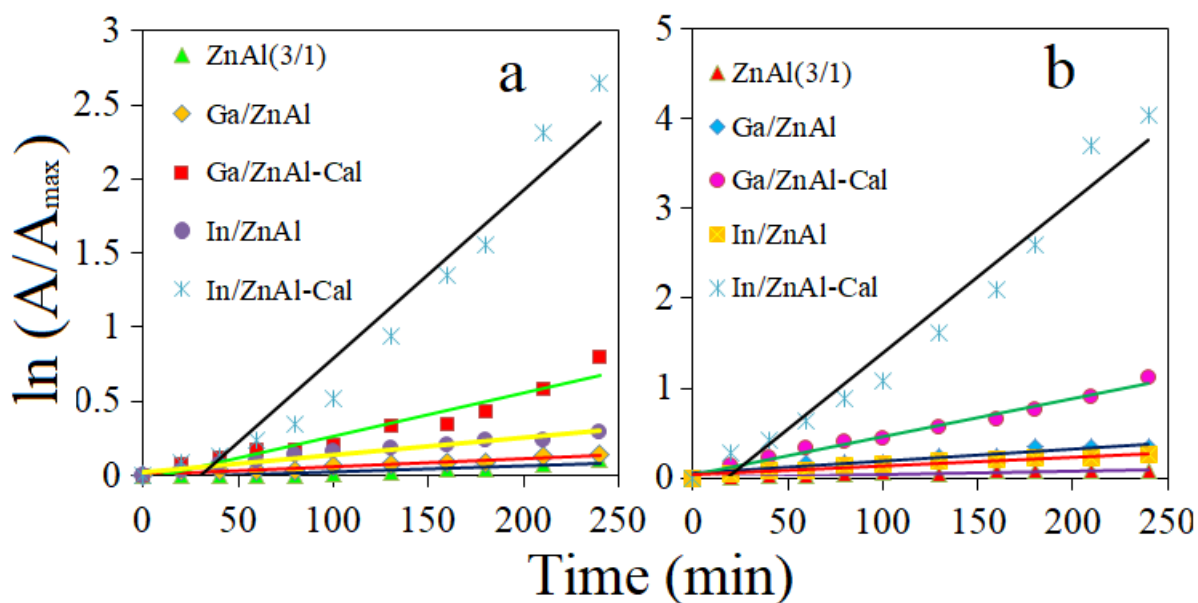 ln (A/Amax)
3
2.5
2
1.5
1
0.5
0
a
ZnAl(3/1)
Ga/ZnAl
Ga/ZnAl-Cal
In/ZnAl
In/ZnAl-Cal
0 50 100 150 200 250
5
4
3
2
1
0
b
ZnAl(3/1)
Ga/ZnAl
Ga/ZnAl-Cal
In/ZnAl
In/ZnAl-Cal
0 50 100 150 200 250
Time (min)